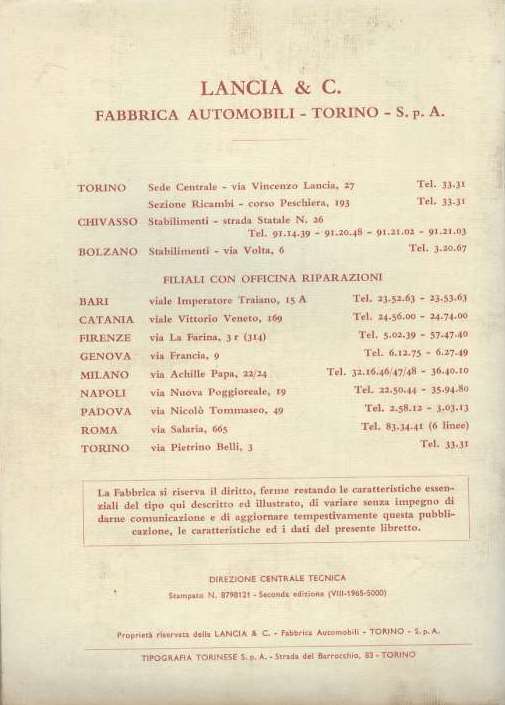 LANCIA & C.
FABBRICA AUTOMOBILI - TORINO - S. p. A.
TORINO Sede Centrale - via Vincenzo Lancia, 27 Tel. 33.31
Sezione Ricambi - corso Peschiera, 193 Tel. 33.31
CHIVASSO Stabilimenti - strada Statale N. 26
Tel. 91.14.39 - 91.20.48 - 91.21.02 - 91.21.03
BOLZANO Stabilimenti - via Volta, 6 Tel. 3.20.67
FILIALI CON OFFICINA RIPARAZIONI
BARI viale Imperatore Traiano, 15 A Tel. 23.52.63 - 23.53.63
CATANIA viale Vittorio Veneto, 169 Tel. 24.56.00 - 24.74.00
FIRENZE via La Farina, 3 r (314) Tel. 5.02.39 - 57.47.40
GENOVA via Francia, 9 Tel. 6.12.75 - 6.27.49
MILANO via Achille Papa, 22/24 Tel. 32.16.46/47/48 - 36.40.10
NAPOLI via Nuova Poggioreale, 19 Tel. 22.50.44 - 35.94.80
PADOVA via Nicolò Tommaseo, 49 Tel. 2.58.12 - 3.03.13
ROMA via Salaria, 665 Tel. 83.34.41 (6 linee)
TORINO via Pietrino Belli, 3 Tel. 33.31
La Fabbrica si riserva il diritto, ferme restando le caratteristiche essen-
ziali del tipo qui descritto ed illustrato, di variare senza impegno di
darne comunicazione e di aggiornare tempestivamente questa pubbli-
cazione, le caratteristiche ed i dati del presente libretto.
DIREZIONE CENTRALE TECNICA
Stampato N. 8798121 - Seconda edizione (VIII-1965-5000)
Proprietà riservata della LANCIA & C. - Fabbrica Automobili - TORINO - S. p. A.
TIPOGRAFIA TORINESE S. p. A. - Strada del Barrocchio, 83 - TORINO